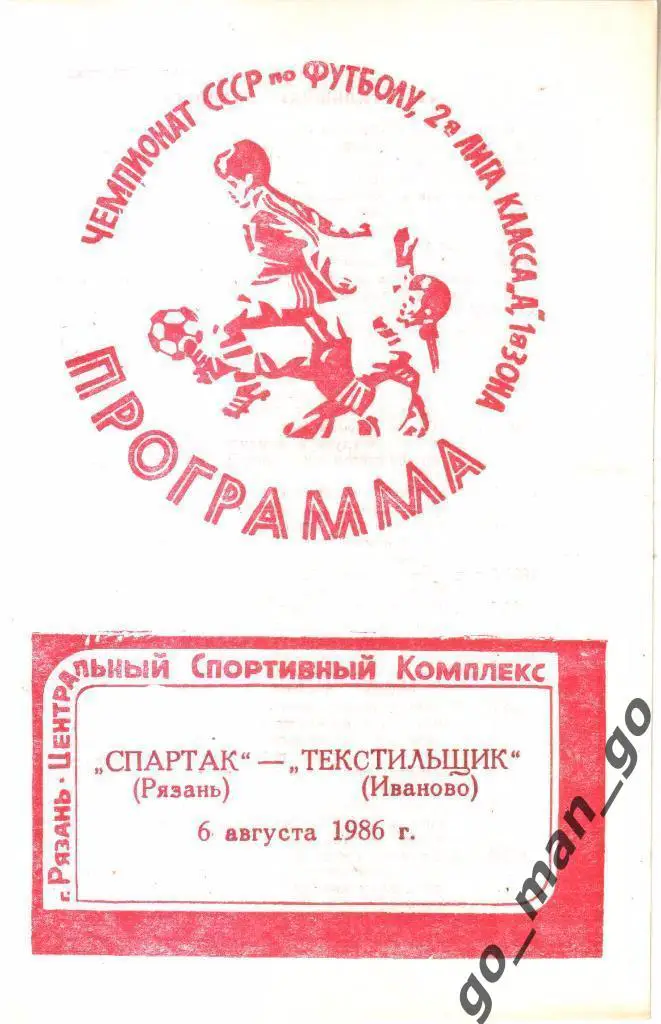 ЧЕМПИОНАТ СССР по ФУТБОЛУ, 2я ЛИГА КЛАССА „А“ 1я ЗОНА
ПРОГРАММА
г. РЯЗАНЬ · ЦЕНТРАЛЬНЫЙ СПОРТИВНЫЙ КОМПЛЕКС
„СПАРТАК“ — „ТЕКСТИЛЬЩИК“
(Рязань) (Иваново)
6 августа 1986 г.
go_man_go